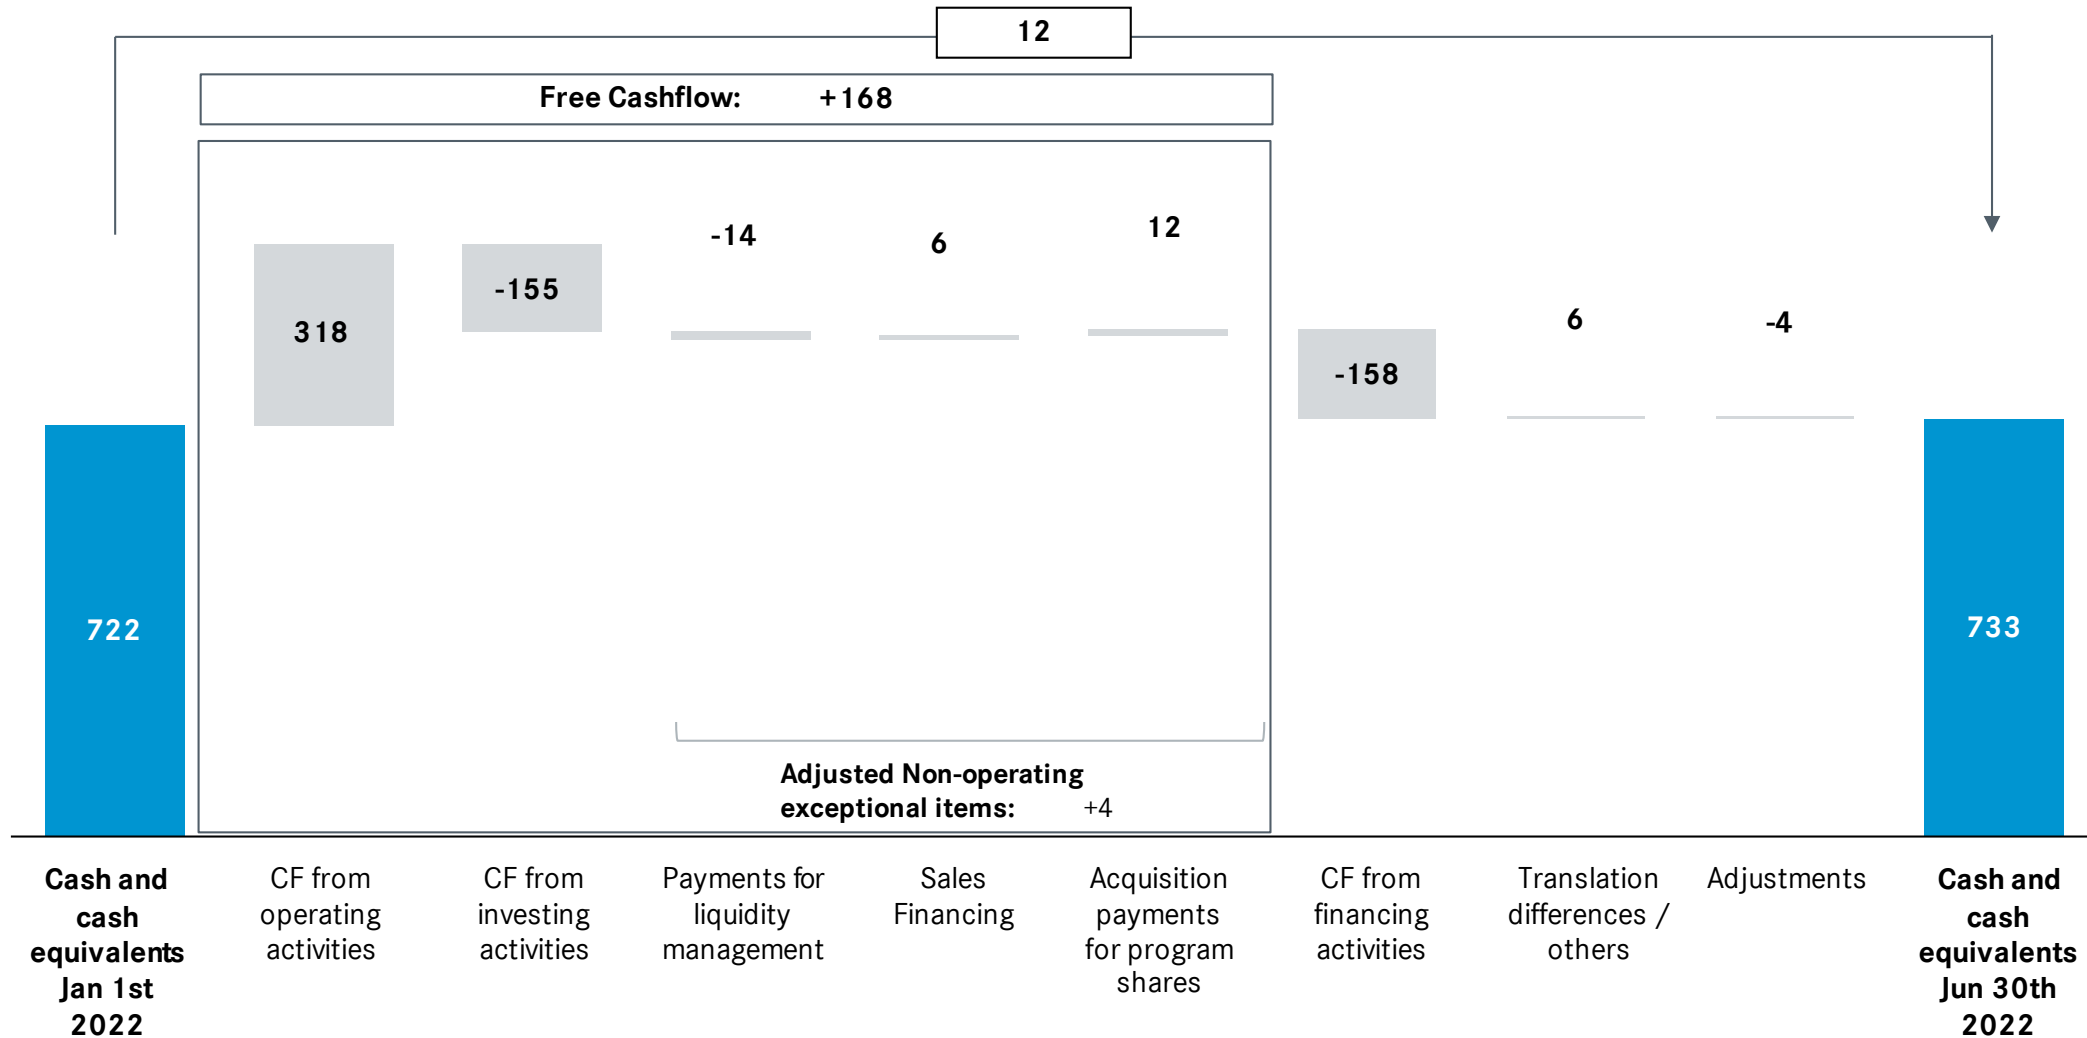 12
Free Cashflow: +168
318
-155
-14
6
12
-158
6
-4
722
733
Adjusted Non-operating
exceptional items: +4
Cash and
cash
equivalents
Jan 1st
2022
CF from
operating
activities
CF from
investing
activities
Payments for
liquidity
management
Sales
Financing
Acquisition
payments
for program
shares
CF from
financing
activities
Translation
differences /
others
Adjustments
Cash and
cash
equivalents
Jun 30th
2022